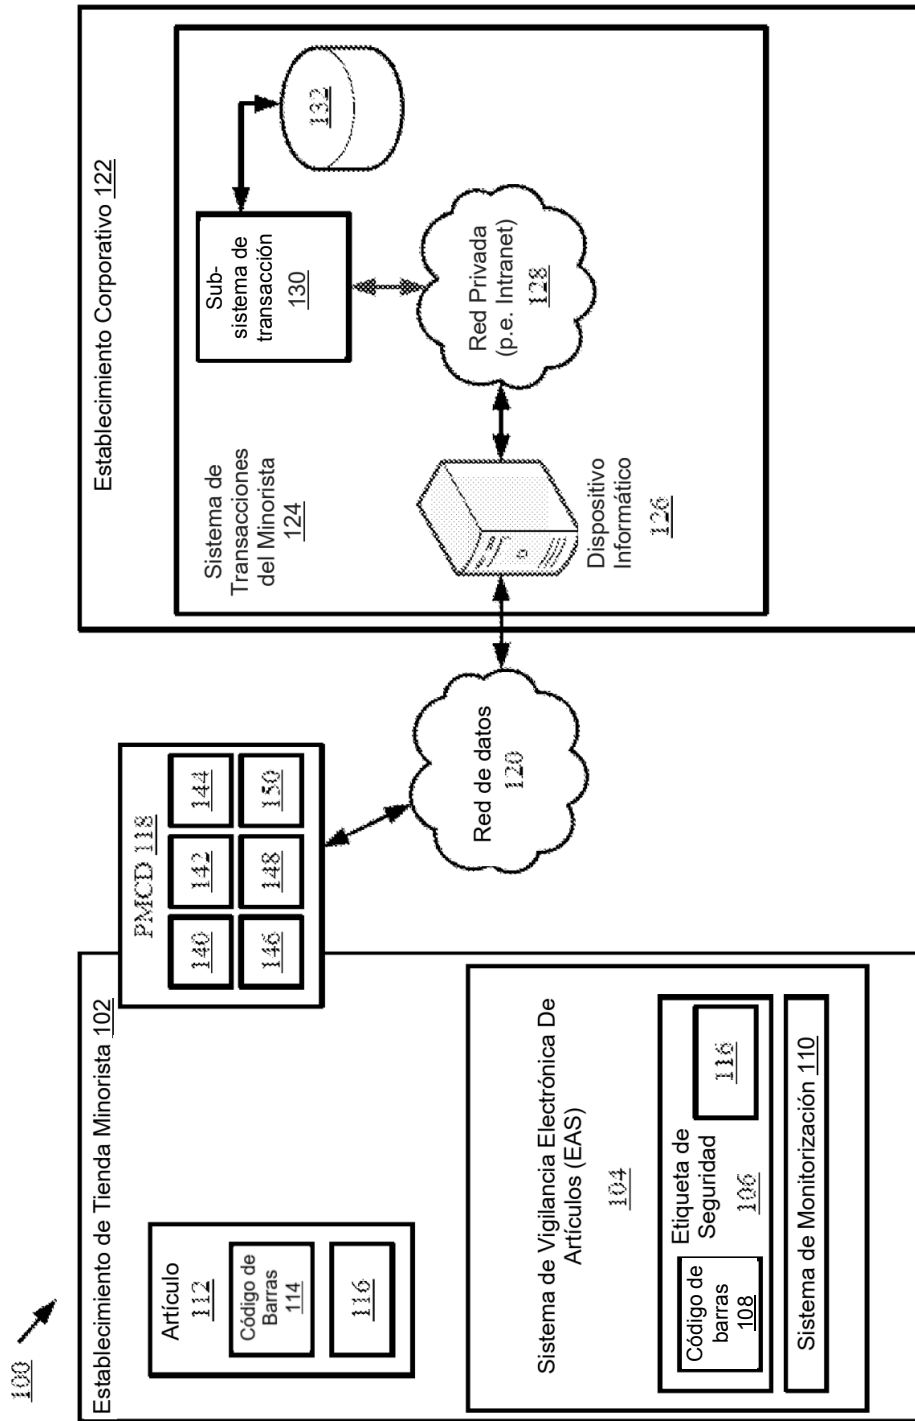 100
Establecimiento de Tienda Minorista 102
Artículo
112
Código de
Barras
114
116
Sistema de Vigilancia Electrónica De
Artículos (EAS)
104
Código de
barras
108
Etiqueta de
Seguridad
106
116
Sistema de Monitorización 110
PMCD 118
140
142
144
146
148
150
Red de datos
120
Establecimiento Corporativo 122
Sistema de
Transacciones
del Minorista
124
Sub-
sistema de
transacción
130
132
Dispositivo
Informático
126
Red Privada
(p.e. Intranet)
128